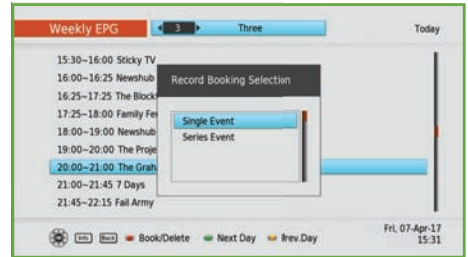 Weekly EPG 3 Three Today
15:30~16:00 Sticky TV
16:00~16:25 Newshub
16:25~17:25 The Block
17:25~18:00 Family Fe
18:00~19:00 Newshub
19:00~20:00 The Proje
20:00~21:00 The Grah
21:00~21:45 7 Days
21:45~22:15 Fail Army
Record Booking Selection
Single Event
Series Event
Info Back Book/Delete Next Day Prev.Day
Fri, 07-Apr-17
15:31